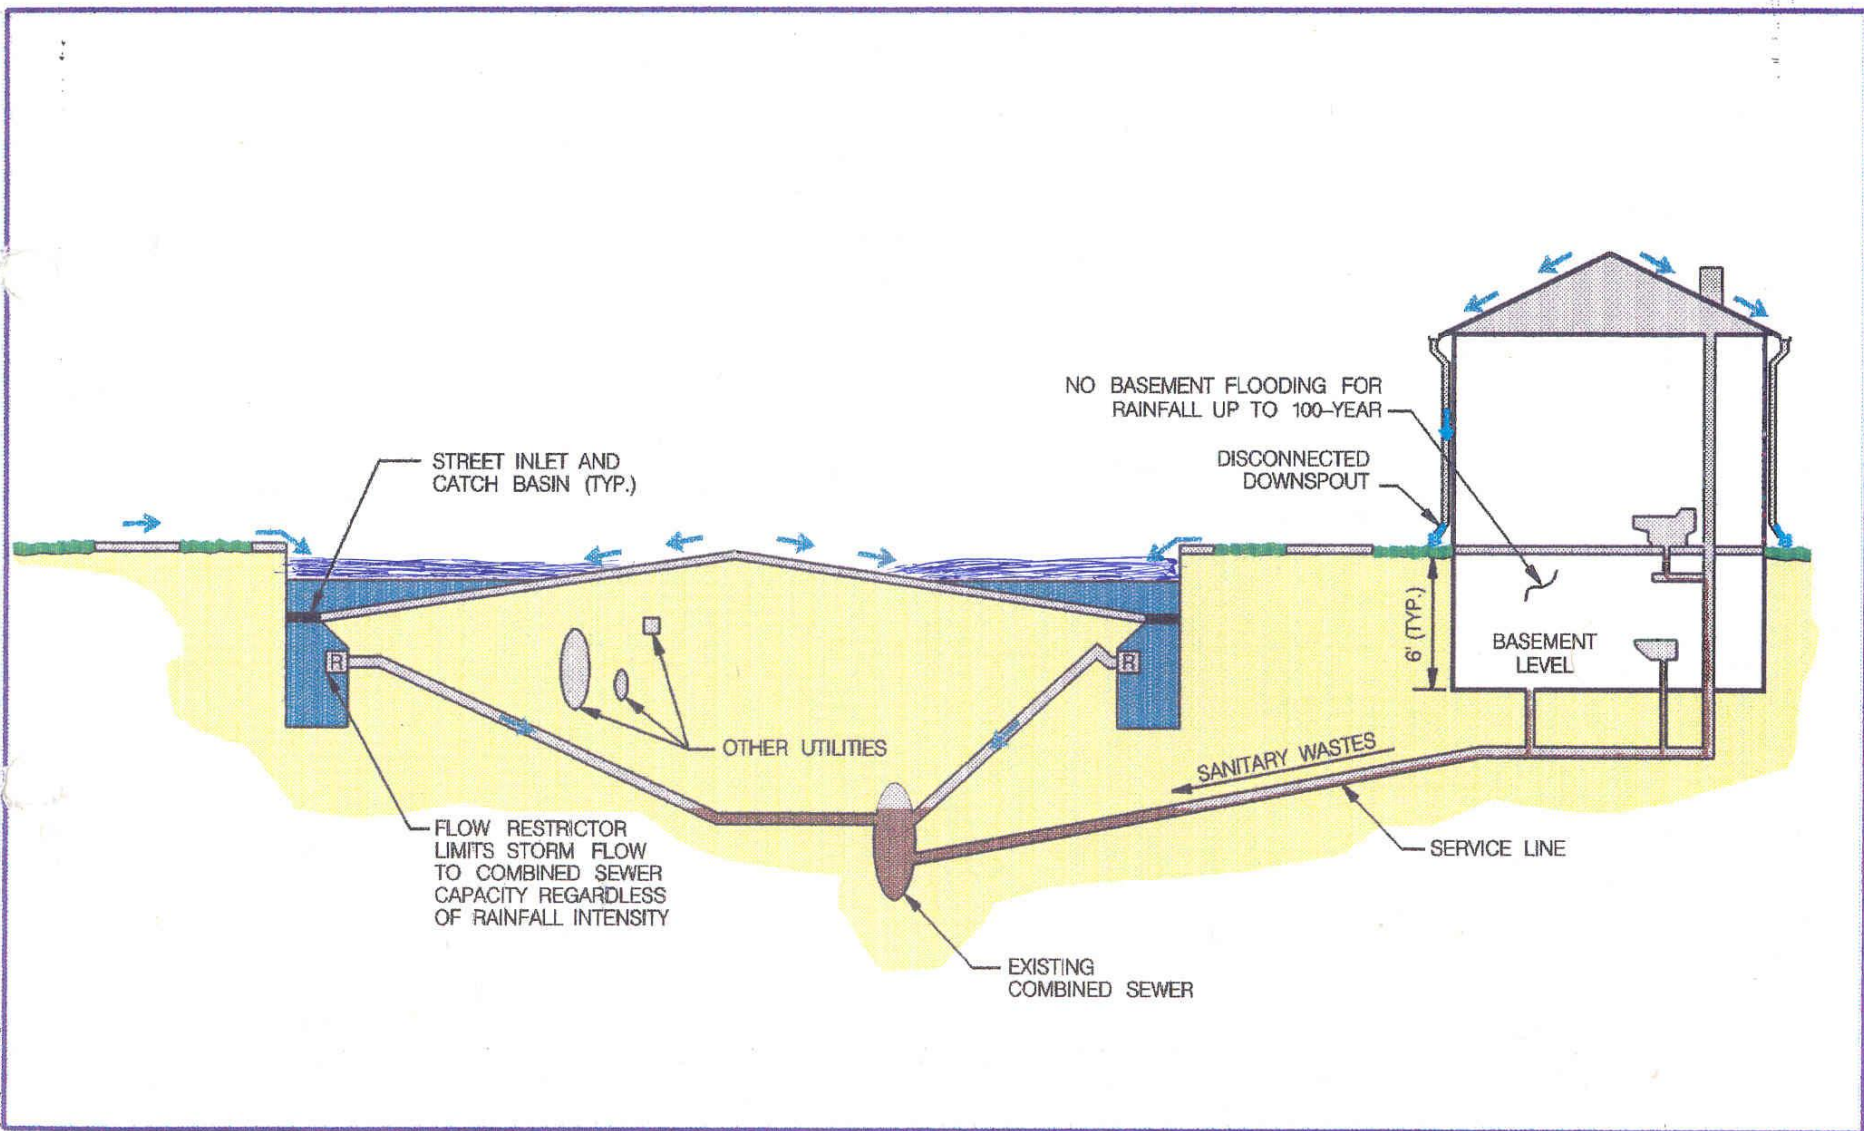 NO BASEMENT FLOODING FOR
RAINFALL UP TO 100-YEAR
STREET INLET AND
CATCH BASIN (TYP.)
DISCONNECTED
DOWNSPOUT
6' (TYP.)
BASEMENT
LEVEL
R
R
OTHER UTILITIES
SANITARY WASTES
FLOW RESTRICTOR
LIMITS STORM FLOW
TO COMBINED SEWER
CAPACITY REGARDLESS
OF RAINFALL INTENSITY
SERVICE LINE
EXISTING
COMBINED SEWER